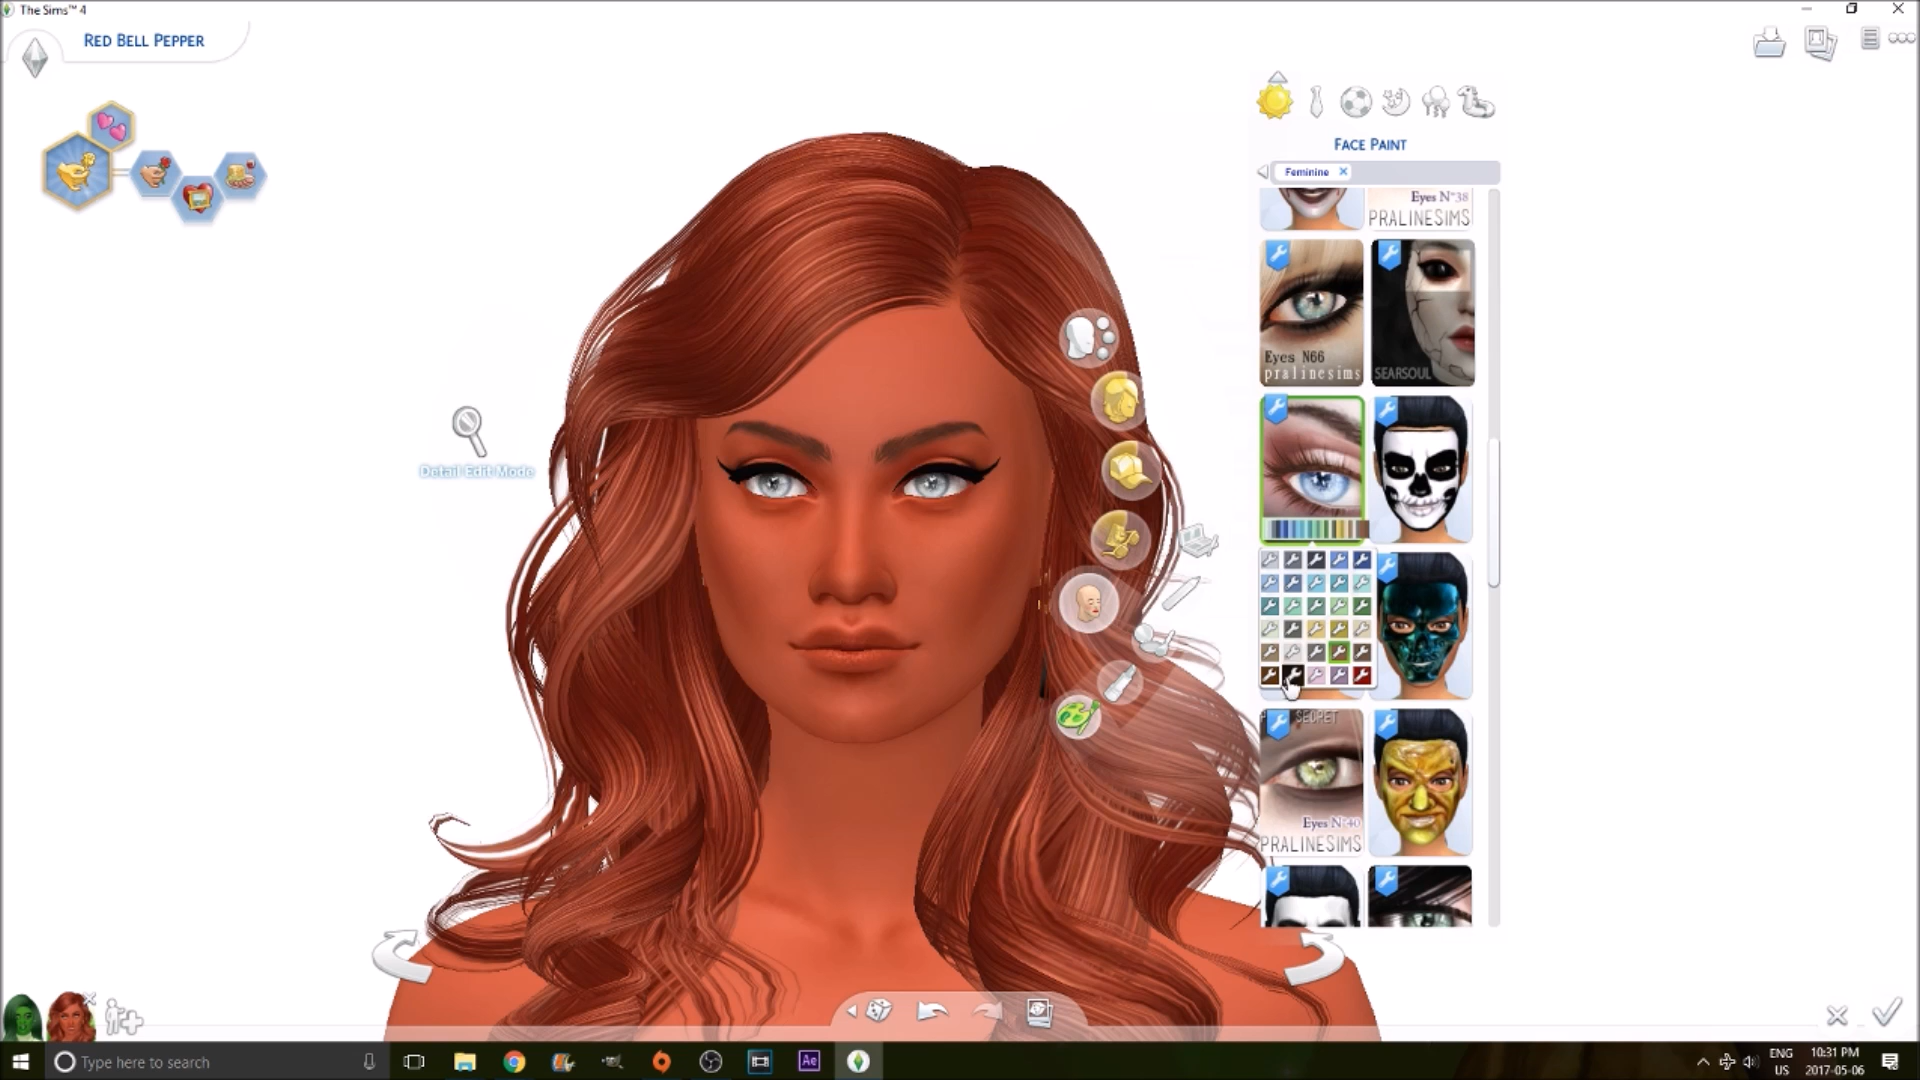 The Sims™ 4
RED BELL PEPPER
FACE PAINT
Feminine
Eyes N°38
PRALINESIMS
Eyes N66
pralinesims
SEARSOUL
Detail Edit Mode
SECRET
Eyes N°40
PRALINESIMS
Type here to search
Ae
ENG
US
10:31 PM
2017-05-06